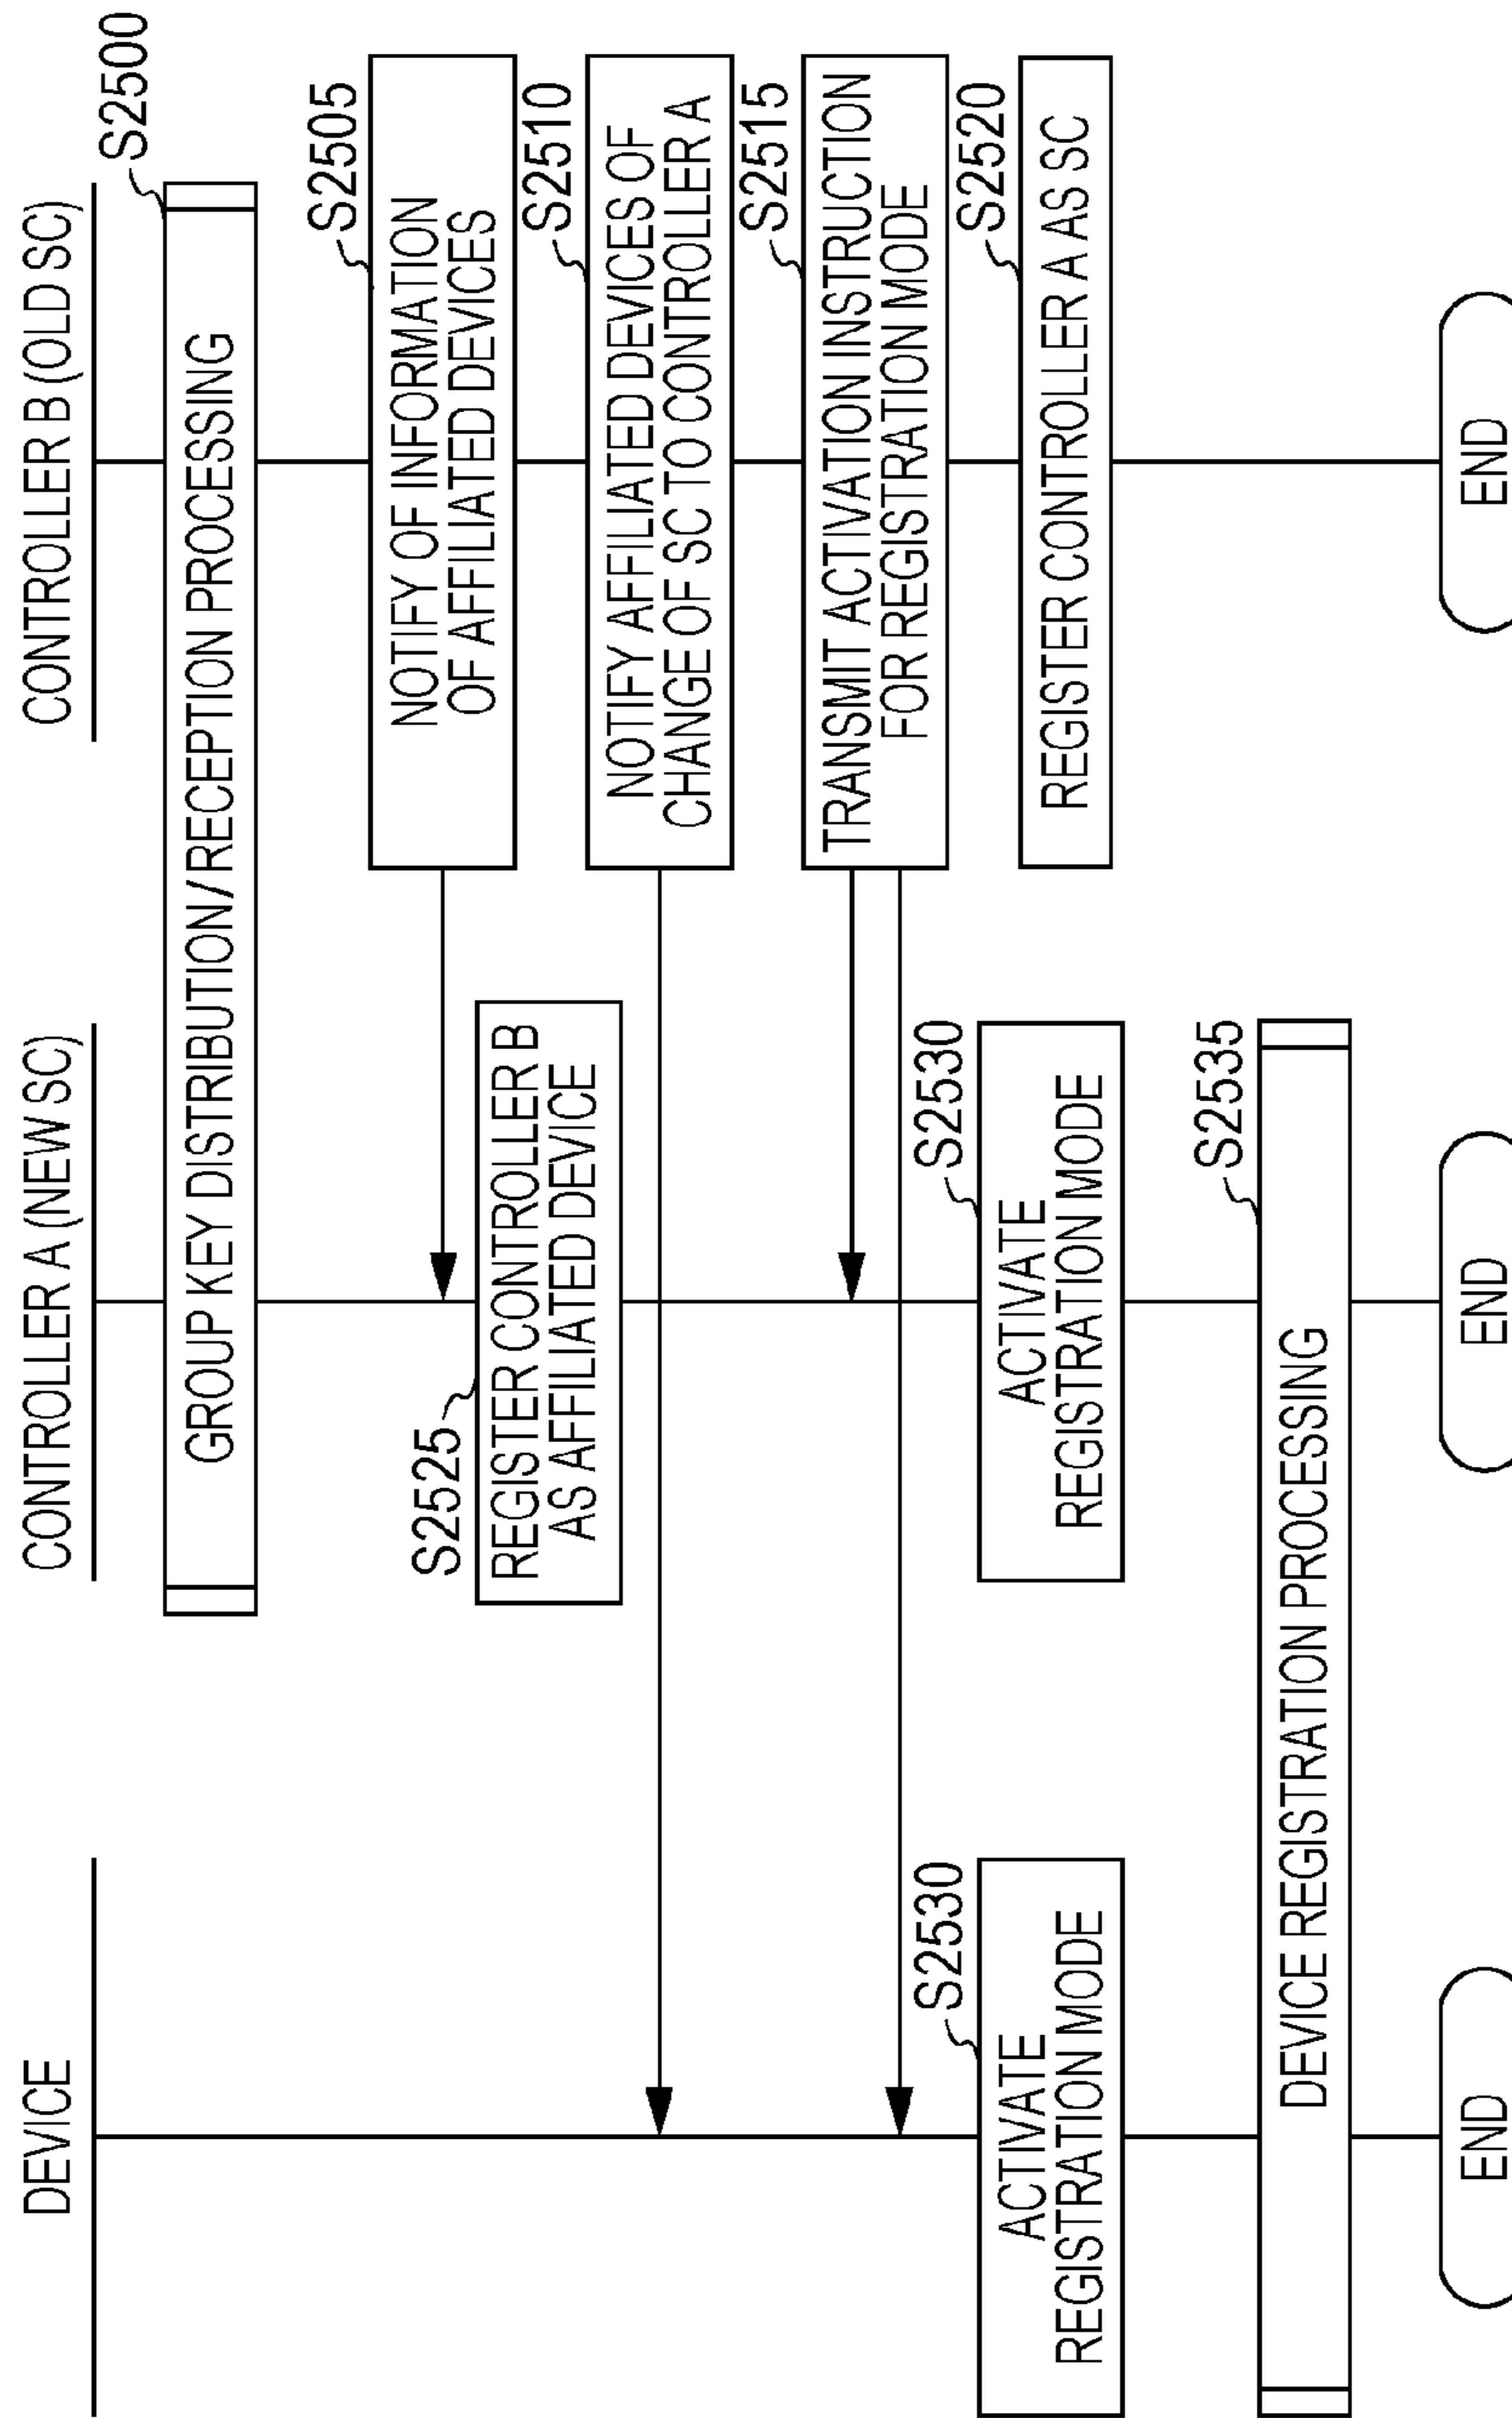 DEVICE
CONTROLLER A (NEW SC)
CONTROLLER B (OLD SC)
S2500
GROUP KEY DISTRIBUTION/RECEPTION PROCESSING
S2505
NOTIFY OF INFORMATION
OF AFFILIATED DEVICES
S2525
REGISTER CONTROLLER B
AS AFFILIATED DEVICE
S2510
NOTIFY AFFILIATED DEVICES OF
CHANGE OF SC TO CONTROLLER A
S2515
TRANSMIT ACTIVATION INSTRUCTION
FOR REGISTRATION MODE
S2530
ACTIVATE
REGISTRATION MODE
S2530
ACTIVATE
REGISTRATION MODE
S2520
REGISTER CONTROLLER A AS SC
S2535
DEVICE REGISTRATION PROCESSING
END
END
END